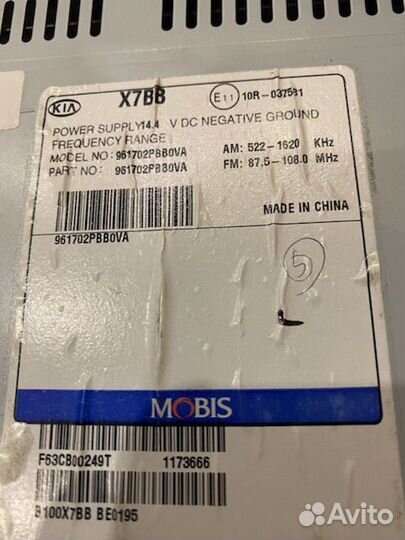 KIA
X7BB
E11 10R-037531
POWER SUPPLY14.4 V DC NEGATIVE GROUND
FREQUENCY RANGE
MODEL NO: 961702PBB0VA AM: 522-1620 KHz
PART NO: 961702PBB0VA FM: 87.5-108.0 MHz
MADE IN CHINA
961702PBB0VA
5
MOBIS
F63CB00249T 1173666
B100X7BB BE0195
Avito